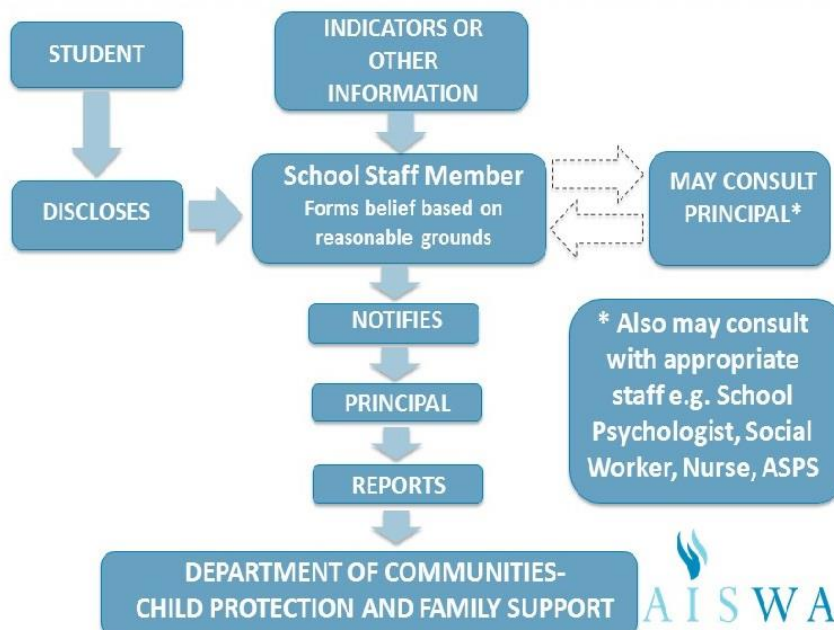 STUDENT
INDICATORS OR
OTHER
INFORMATION
DISCLOSES
School Staff Member
Forms belief based on
reasonable grounds
MAY CONSULT
PRINCIPAL*
NOTIFIES
PRINCIPAL
REPORTS
* Also may consult
with appropriate
staff e.g. School
Psychologist, Social
Worker, Nurse, ASPS
DEPARTMENT OF COMMUNITIES-
CHILD PROTECTION AND FAMILY SUPPORT
AISWA